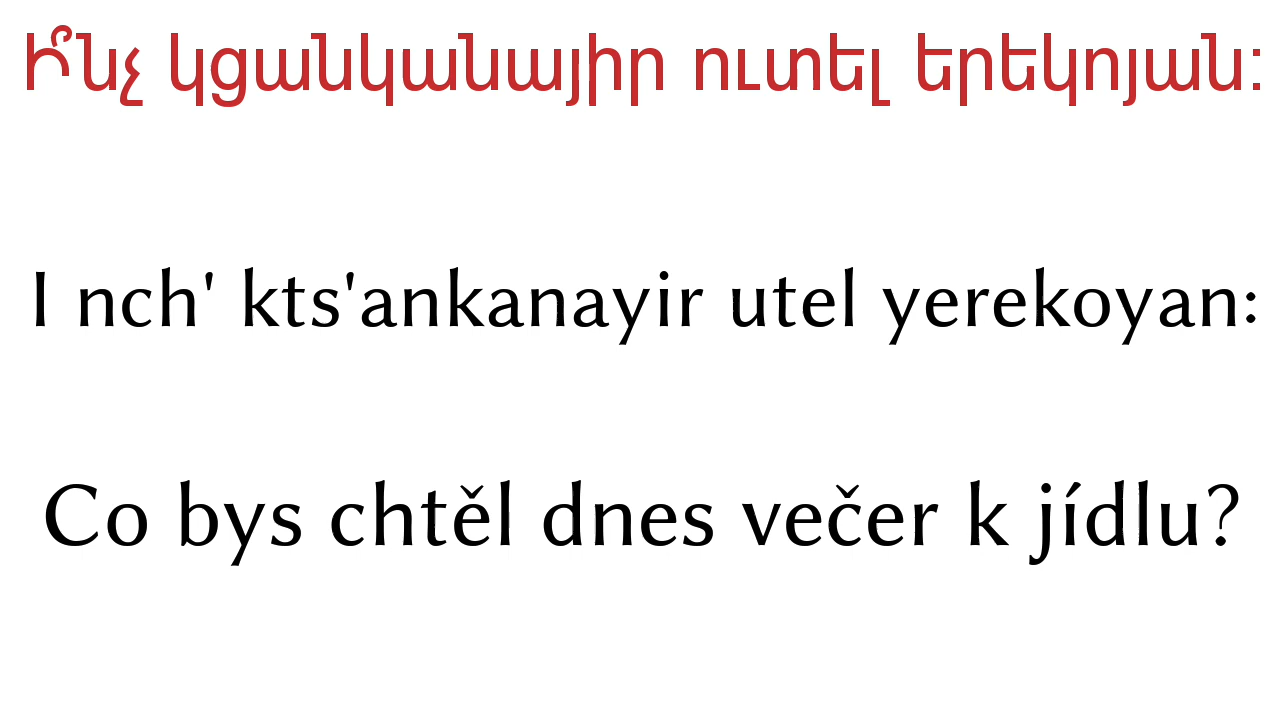 Ի՞նչ կցանկանայիր ուտել երեկոյան:
I nch' kts'ankanayir utel yerekoyan:
Co bys chtěl dnes večer k jídlu?